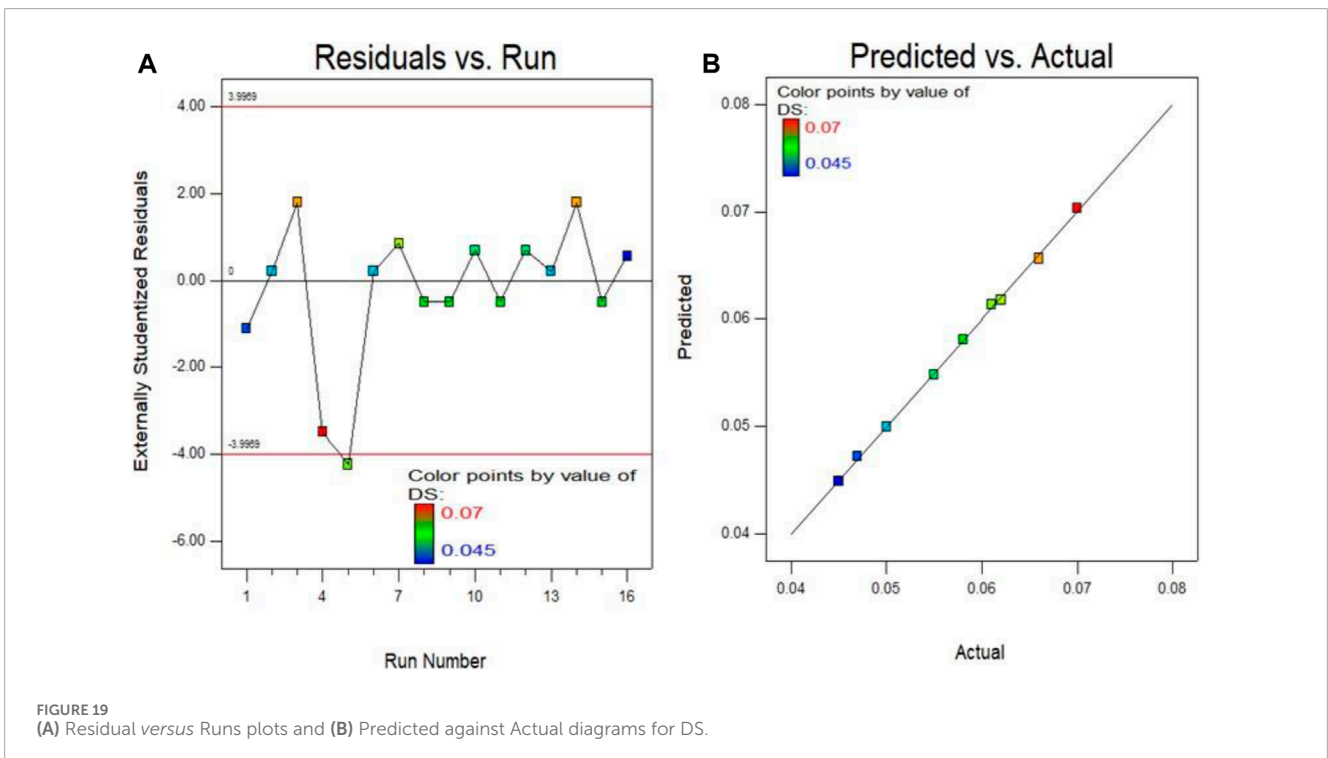 A
Residuals vs. Run
Externally Studentized Residuals
4.00
2.00
0.00
-2.00
-4.00
-6.00
3.9969
0
-3.9969
Color points by value of
DS:
0.07
0.045
1
4
7
10
13
16
Run Number
B
Predicted vs. Actual
Color points by value of
DS:
0.07
0.045
Predicted
0.08
0.07
0.06
0.05
0.04
0.04
0.05
0.06
0.07
0.08
Actual
FIGURE 19
(A) Residual versus Runs plots and (B) Predicted against Actual diagrams for DS.